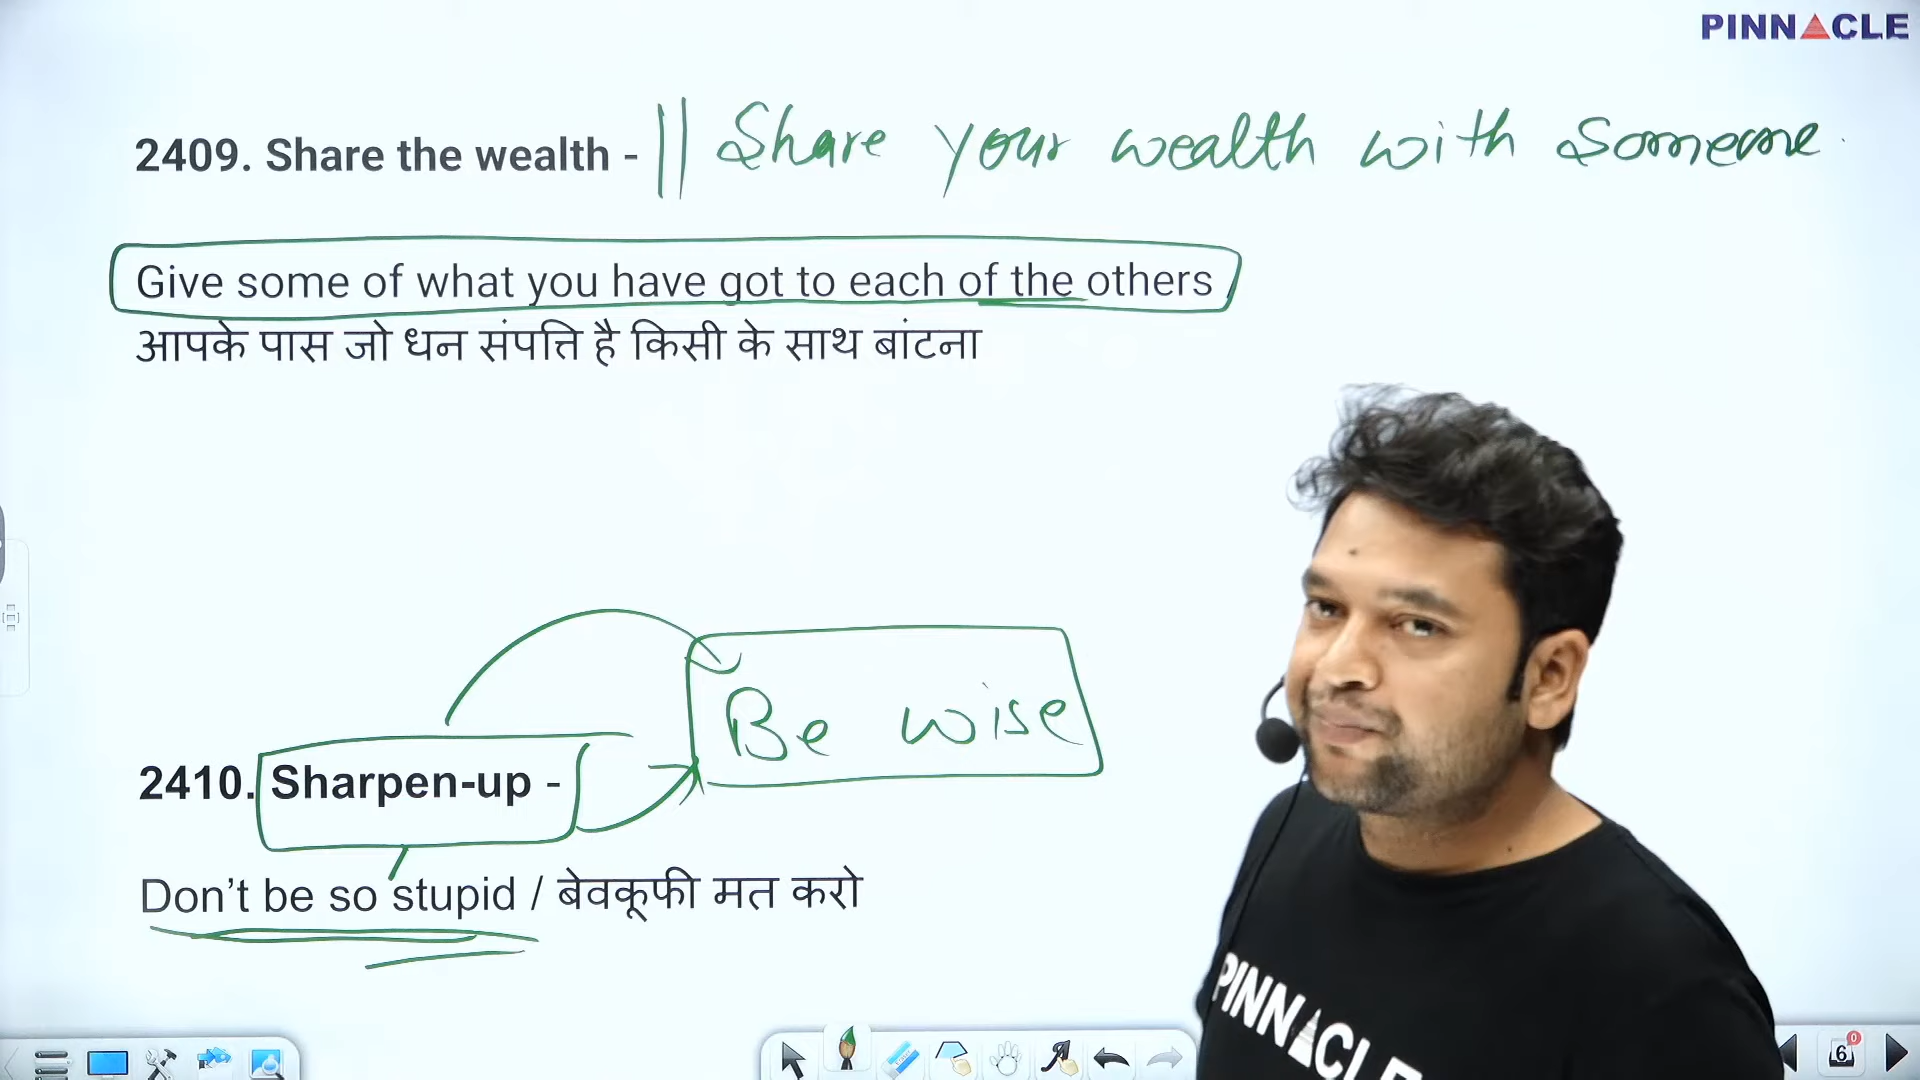 PINNACLE
2409. Share the wealth - || Share your wealth with someone.
Give some of what you have got to each of the others
आपके पास जो धन संपत्ति है किसी के साथ बांटना
Be wise
2410. Sharpen-up -
Don't be so stupid / बेवकूफी मत करो
PINNACLE
6
0